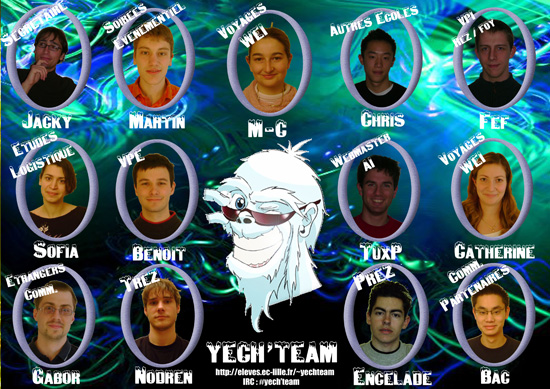 Secrétaire
Jacky
Soirées
Evenementiel
Martin
Voyages
WEI
M-C
Autres Ecoles
Chris
VPI
Rez / Foy
Fef
Etudes
Logistique
Sofia
VPE
Benoit
Webmaster
AI
TuxP
Voyages
WEI
Catherine
Etrangers
Comm.
Gabor
Trez
Nodren
Prez
Encelade
Comm.
Partenaires
Bac
Yech'Team
http://eleves.ec-lille.fr/~yechteam
IRC : #yech'team